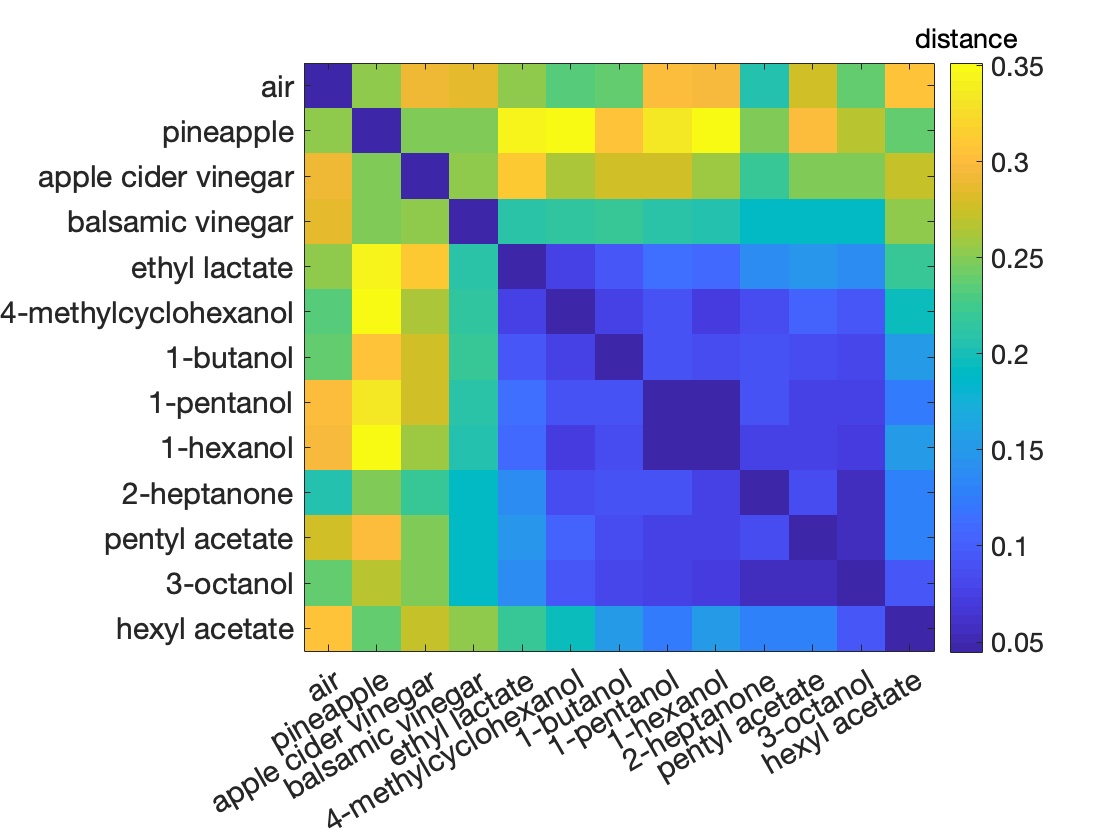 distance
air
pineapple
apple cider vinegar
balsamic vinegar
ethyl lactate
4-methylcyclohexanol
1-butanol
1-pentanol
1-hexanol
2-heptanone
pentyl acetate
3-octanol
hexyl acetate
0.35
0.3
0.25
0.2
0.15
0.1
0.05
air
pineapple
apple cider vinegar
balsamic vinegar
ethyl lactate
4-methylcyclohexanol
1-butanol
1-pentanol
1-hexanol
2-heptanone
pentyl acetate
3-octanol
hexyl acetate